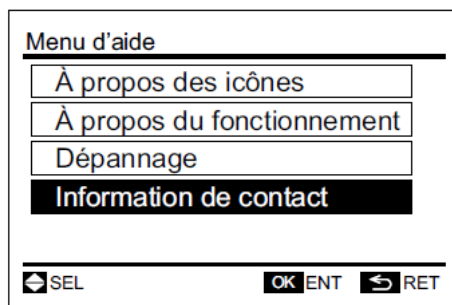 Menu d'aide
À propos des icônes
À propos du fonctionnement
Dépannage
Information de contact
SEL OK ENT RET